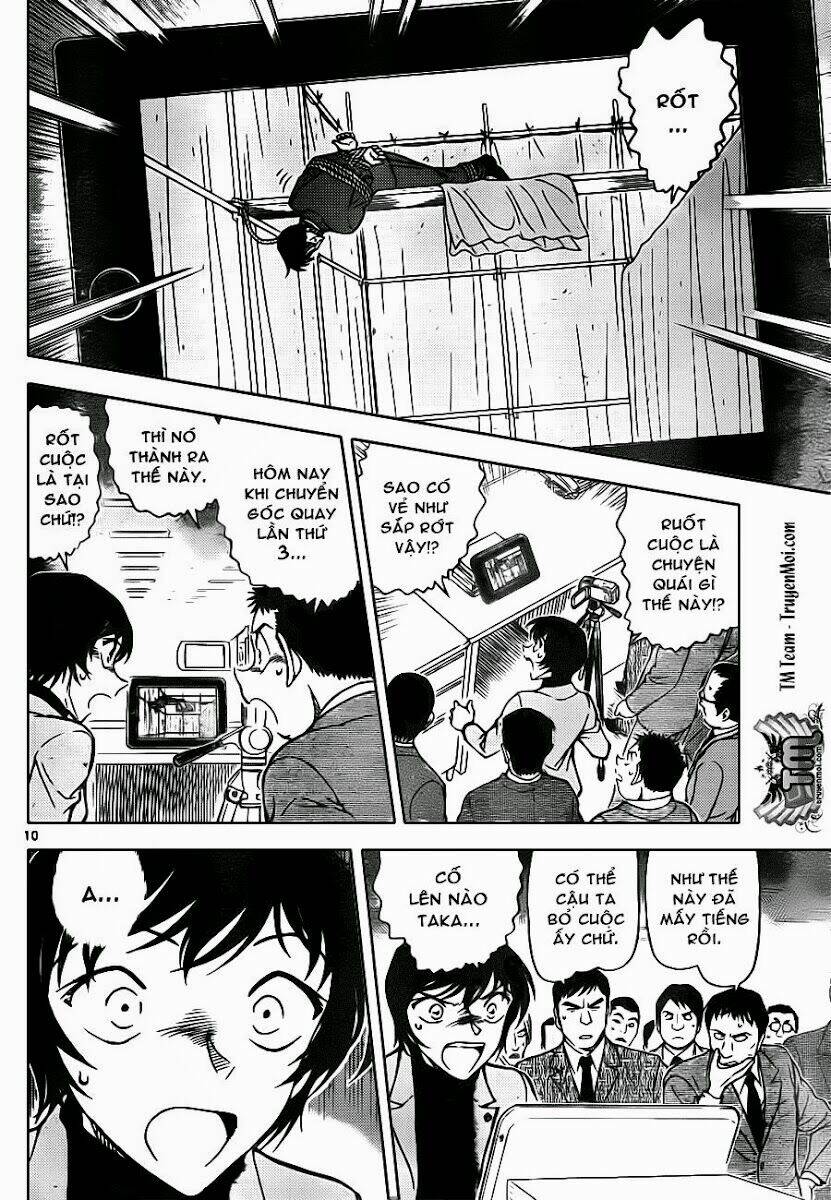 RỐT
...
RUỐT
CUỘC LÀ
CHUYỆN
QUÁI GÌ
THẾ NÀY!?
SAO CÓ
VẺ NHƯ
SẮP RỚT
VẬY!?
HÔM NAY
KHI CHUYỂN
GÓC QUAY
LẦN THỨ
3...
THÌ NÓ
THÀNH RA
THẾ NÀY.
RỐT
CUỘC
LÀ TẠI
SAO
CHỨ!?
TM Team - TruyenMoi.com
TM
truyenmoi.com
10
NHƯ THẾ
NÀY ĐÃ
MẤY TIẾNG
RỒI.
CÓ THỂ
CẬU TA
BỎ CUỘC
ẤY CHỨ.
CỐ
LÊN NÀO
TAKA...
A...